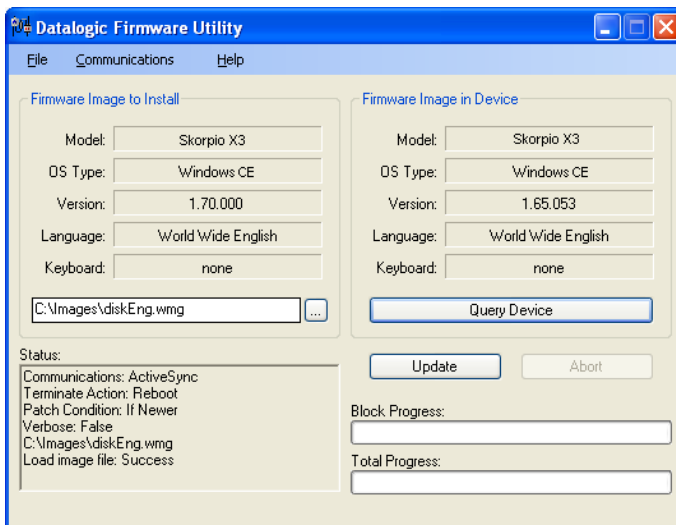 Datalogic Firmware Utility
File Communications Help
Firmware Image to Install
Model: Skorpio X3
OS Type: Windows CE
Version: 1.70.000
Language: World Wide English
Keyboard: none
C:\Images\diskEng.wmg ...
Firmware Image in Device
Model: Skorpio X3
OS Type: Windows CE
Version: 1.65.053
Language: World Wide English
Keyboard: none
Query Device
Status:
Communications: ActiveSync
Terminate Action: Reboot
Patch Condition: If Newer
Verbose: False
C:\Images\diskEng.wmg
Load image file: Success
Update Abort
Block Progress:
Total Progress: